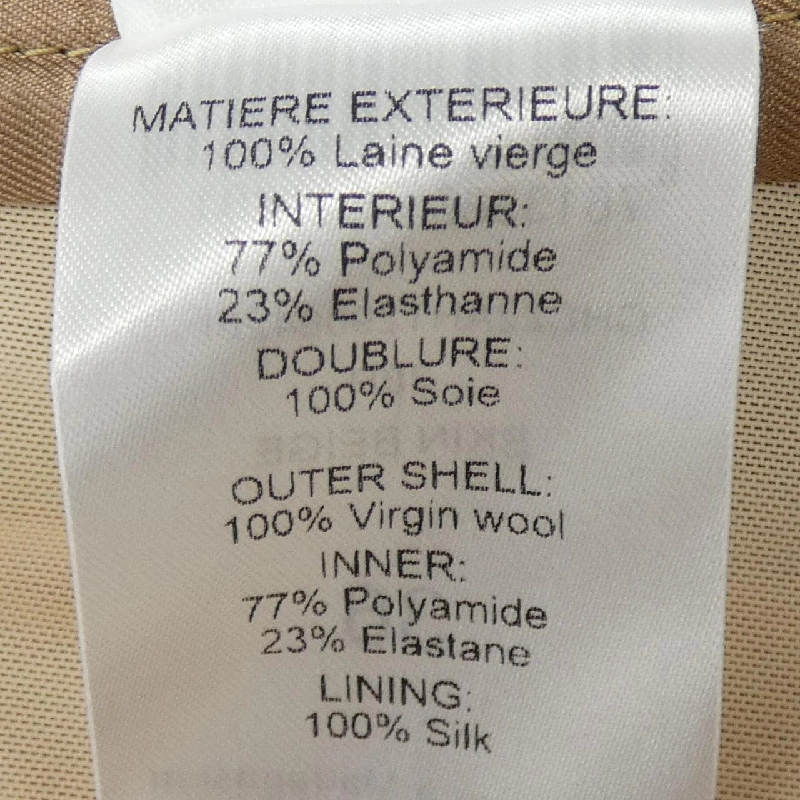 MATIERE EXTERIEURE:
100% Laine vierge
INTERIEUR:
77% Polyamide
23% Elasthanne
DOUBLURE:
100% Soie
OUTER SHELL:
100% Virgin wool
INNER:
77% Polyamide
23% Elastane
LINING:
100% Silk